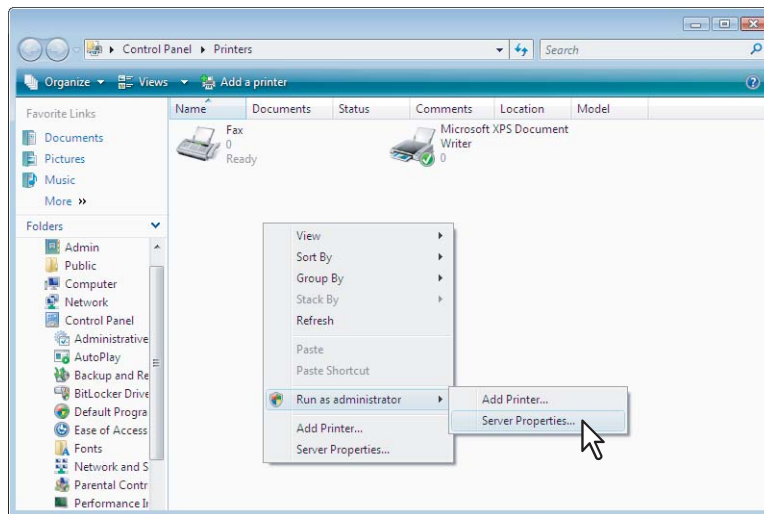 Control Panel Printers Search
Organize Views Add a printer
Favorite Links
Documents
Pictures
Music
More »
Folders
Admin
Public
Computer
Network
Control Panel
Administrative
AutoPlay
Backup and Re
BitLocker Drive
Default Progra
Ease of Access
Fonts
Network and S
Parental Contr
Performance Ir
Name Documents Status Comments Location Model
Fax
0
Ready
Microsoft XPS Document
Writer
0
View
Sort By
Group By
Stack By
Refresh
Paste
Paste Shortcut
Run as administrator
Add Printer...
Server Properties...
Add Printer...
Server Properties...